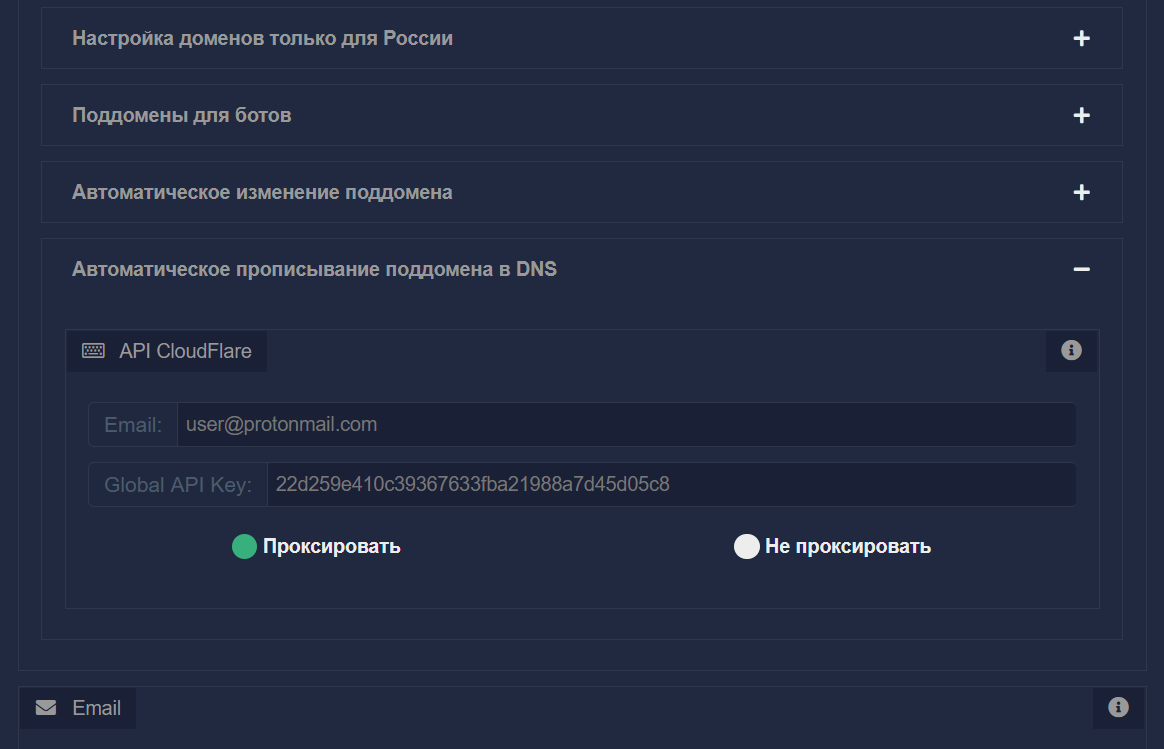 Настройка доменов только для России
Поддомены для ботов
Автоматическое изменение поддомена
Автоматическое прописывание поддомена в DNS
API CloudFlare
Email: user@protonmail.com
Global API Key: 22d259e410c39367633fba21988a7d45d05c8
Проксировать Не проксировать
Email